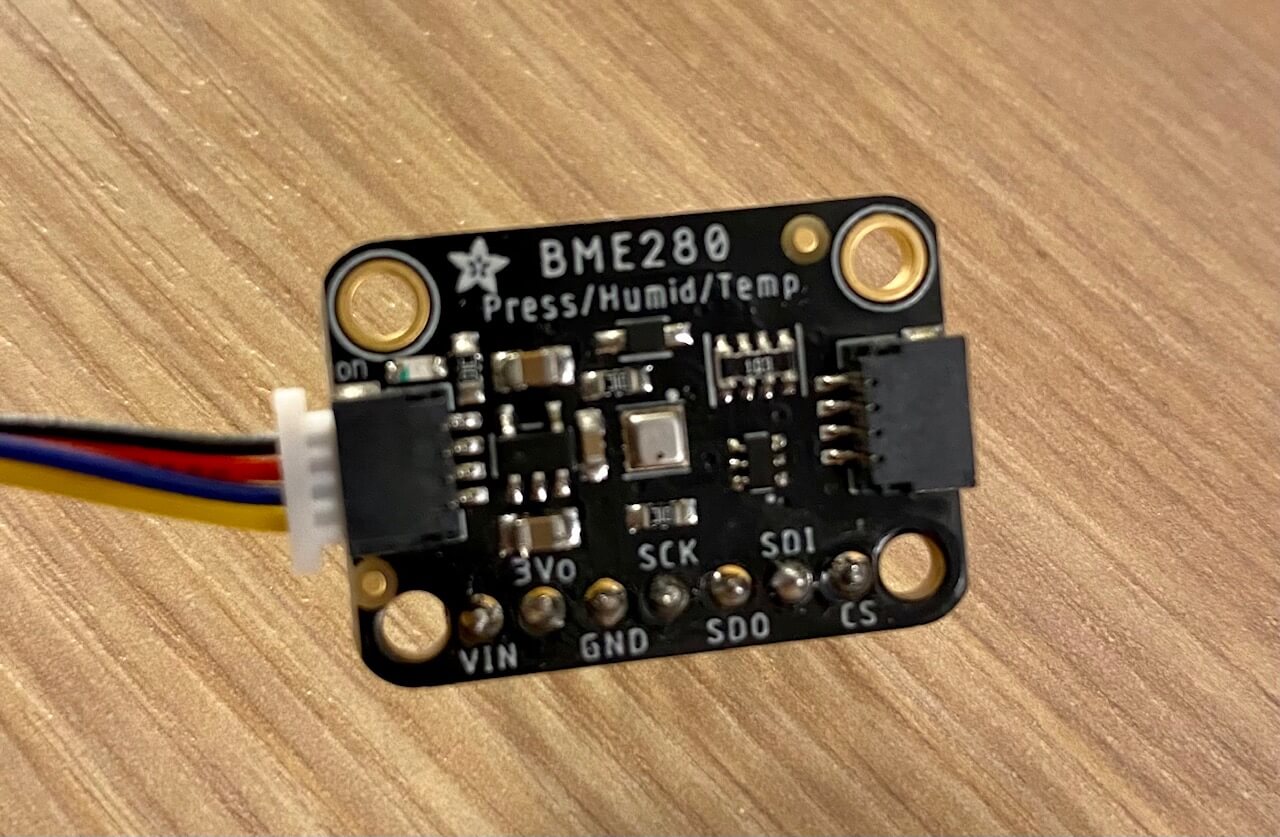 BME280
Press/Humid/Temp
on
103
3Vo
SCK
SDI
VIN
GND
SDO
CS